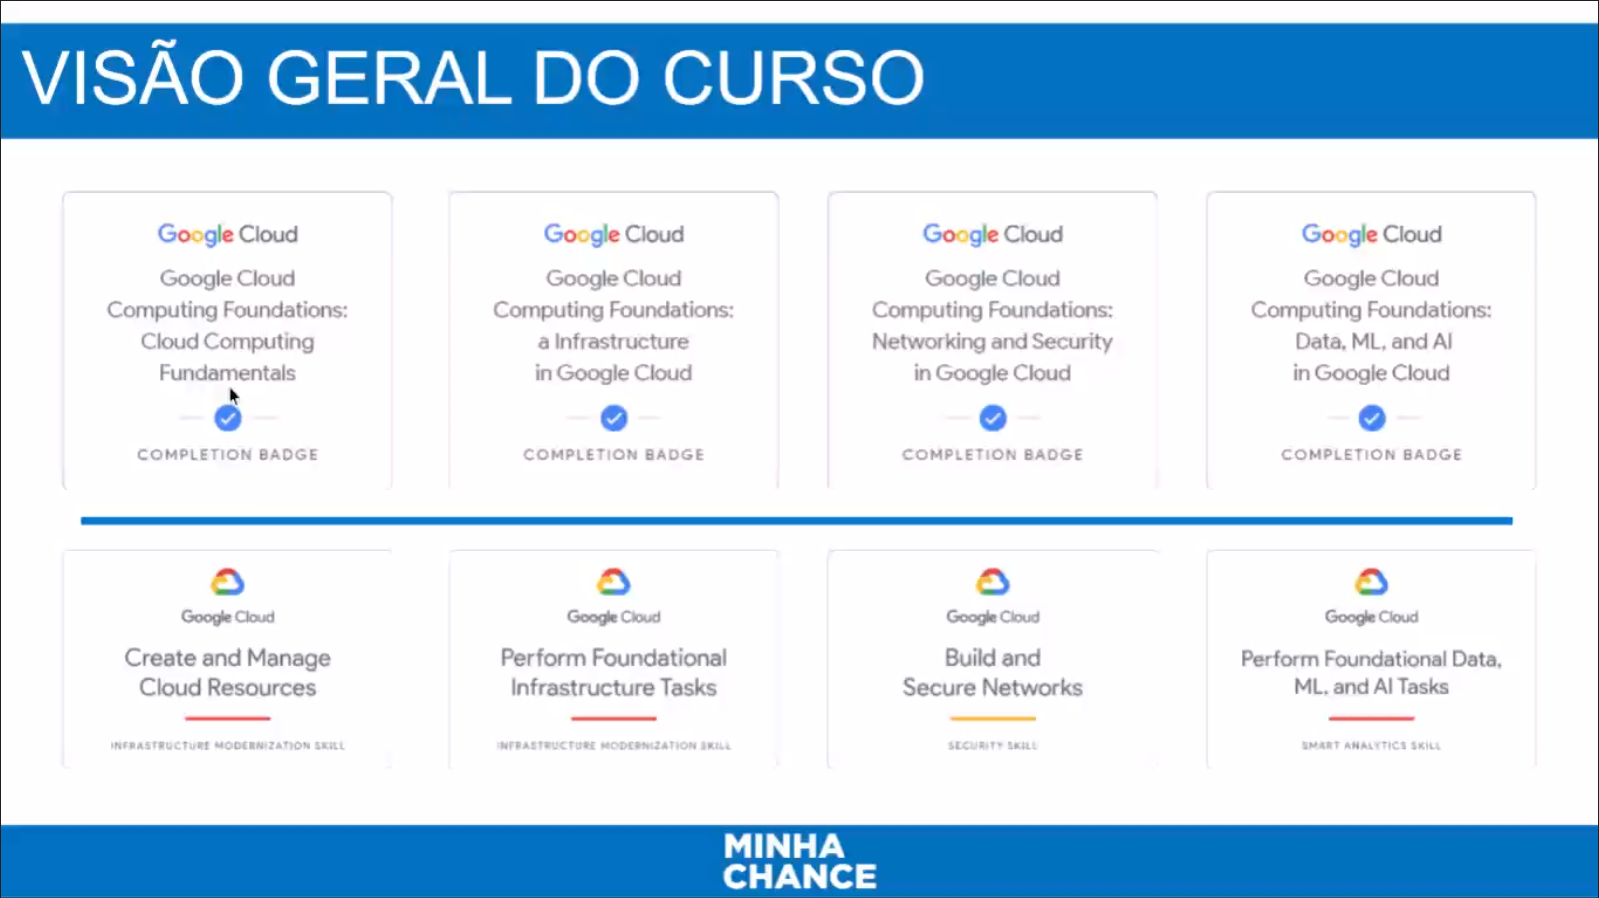 VISÃO GERAL DO CURSO
Google Cloud
Google Cloud
Computing Foundations:
Cloud Computing
Fundamentals
COMPLETION BADGE
Google Cloud
Google Cloud
Computing Foundations:
a Infrastructure
in Google Cloud
COMPLETION BADGE
Google Cloud
Google Cloud
Computing Foundations:
Networking and Security
in Google Cloud
COMPLETION BADGE
Google Cloud
Google Cloud
Computing Foundations:
Data, ML, and AI
in Google Cloud
COMPLETION BADGE
Google Cloud
Create and Manage
Cloud Resources
INFRASTRUCTURE MODERNIZATION SKILL
Google Cloud
Perform Foundational
Infrastructure Tasks
INFRASTRUCTURE MODERNIZATION SKILL
Google Cloud
Build and
Secure Networks
SECURITY SKILL
Google Cloud
Perform Foundational Data,
ML, and AI Tasks
SMART ANALYTICS SKILL
MINHA
CHANCE